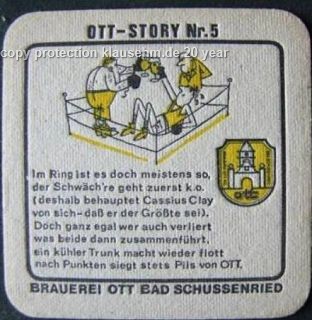 OTT-STORY Nr.5
copy protection klausehm.de 20 year
Im Ring ist es doch meistens so,
der Schwäch're geht zuerst k.o.
(deshalb behauptet Cassius Clay
von sich-daß er der Größte sei).
Doch ganz egal wer auch verliert
was beide dann zusammenführt,
ein kühler Trunk macht wieder flott
nach Punkten siegt stets Pils von OTT.
ott
BRAUEREI OTT BAD SCHUSSENRIED